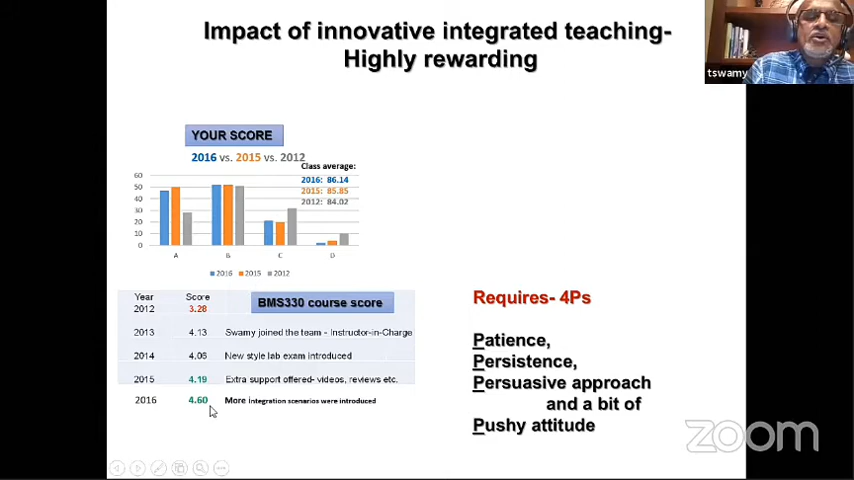 Impact of innovative integrated teaching-
Highly rewarding
tswamy
YOUR SCORE
2016 vs. 2015 vs. 2012
Class average:
2016: 86.14
2015: 85.85
2012: 84.02
60
50
40
30
20
10
0
A B C D
2016 2015 2012
Year Score
BMS330 course score
2012 3.28
2013 4.13 Swamy joined the team - Instructor-in-Charge
2014 4.06 New style lab exam introduced
2015 4.19 Extra support offered- videos, reviews etc.
2016 4.60 More integration scenarios were introduced
Requires- 4Ps
Patience,
Persistence,
Persuasive approach
and a bit of
Pushy attitude
zoom